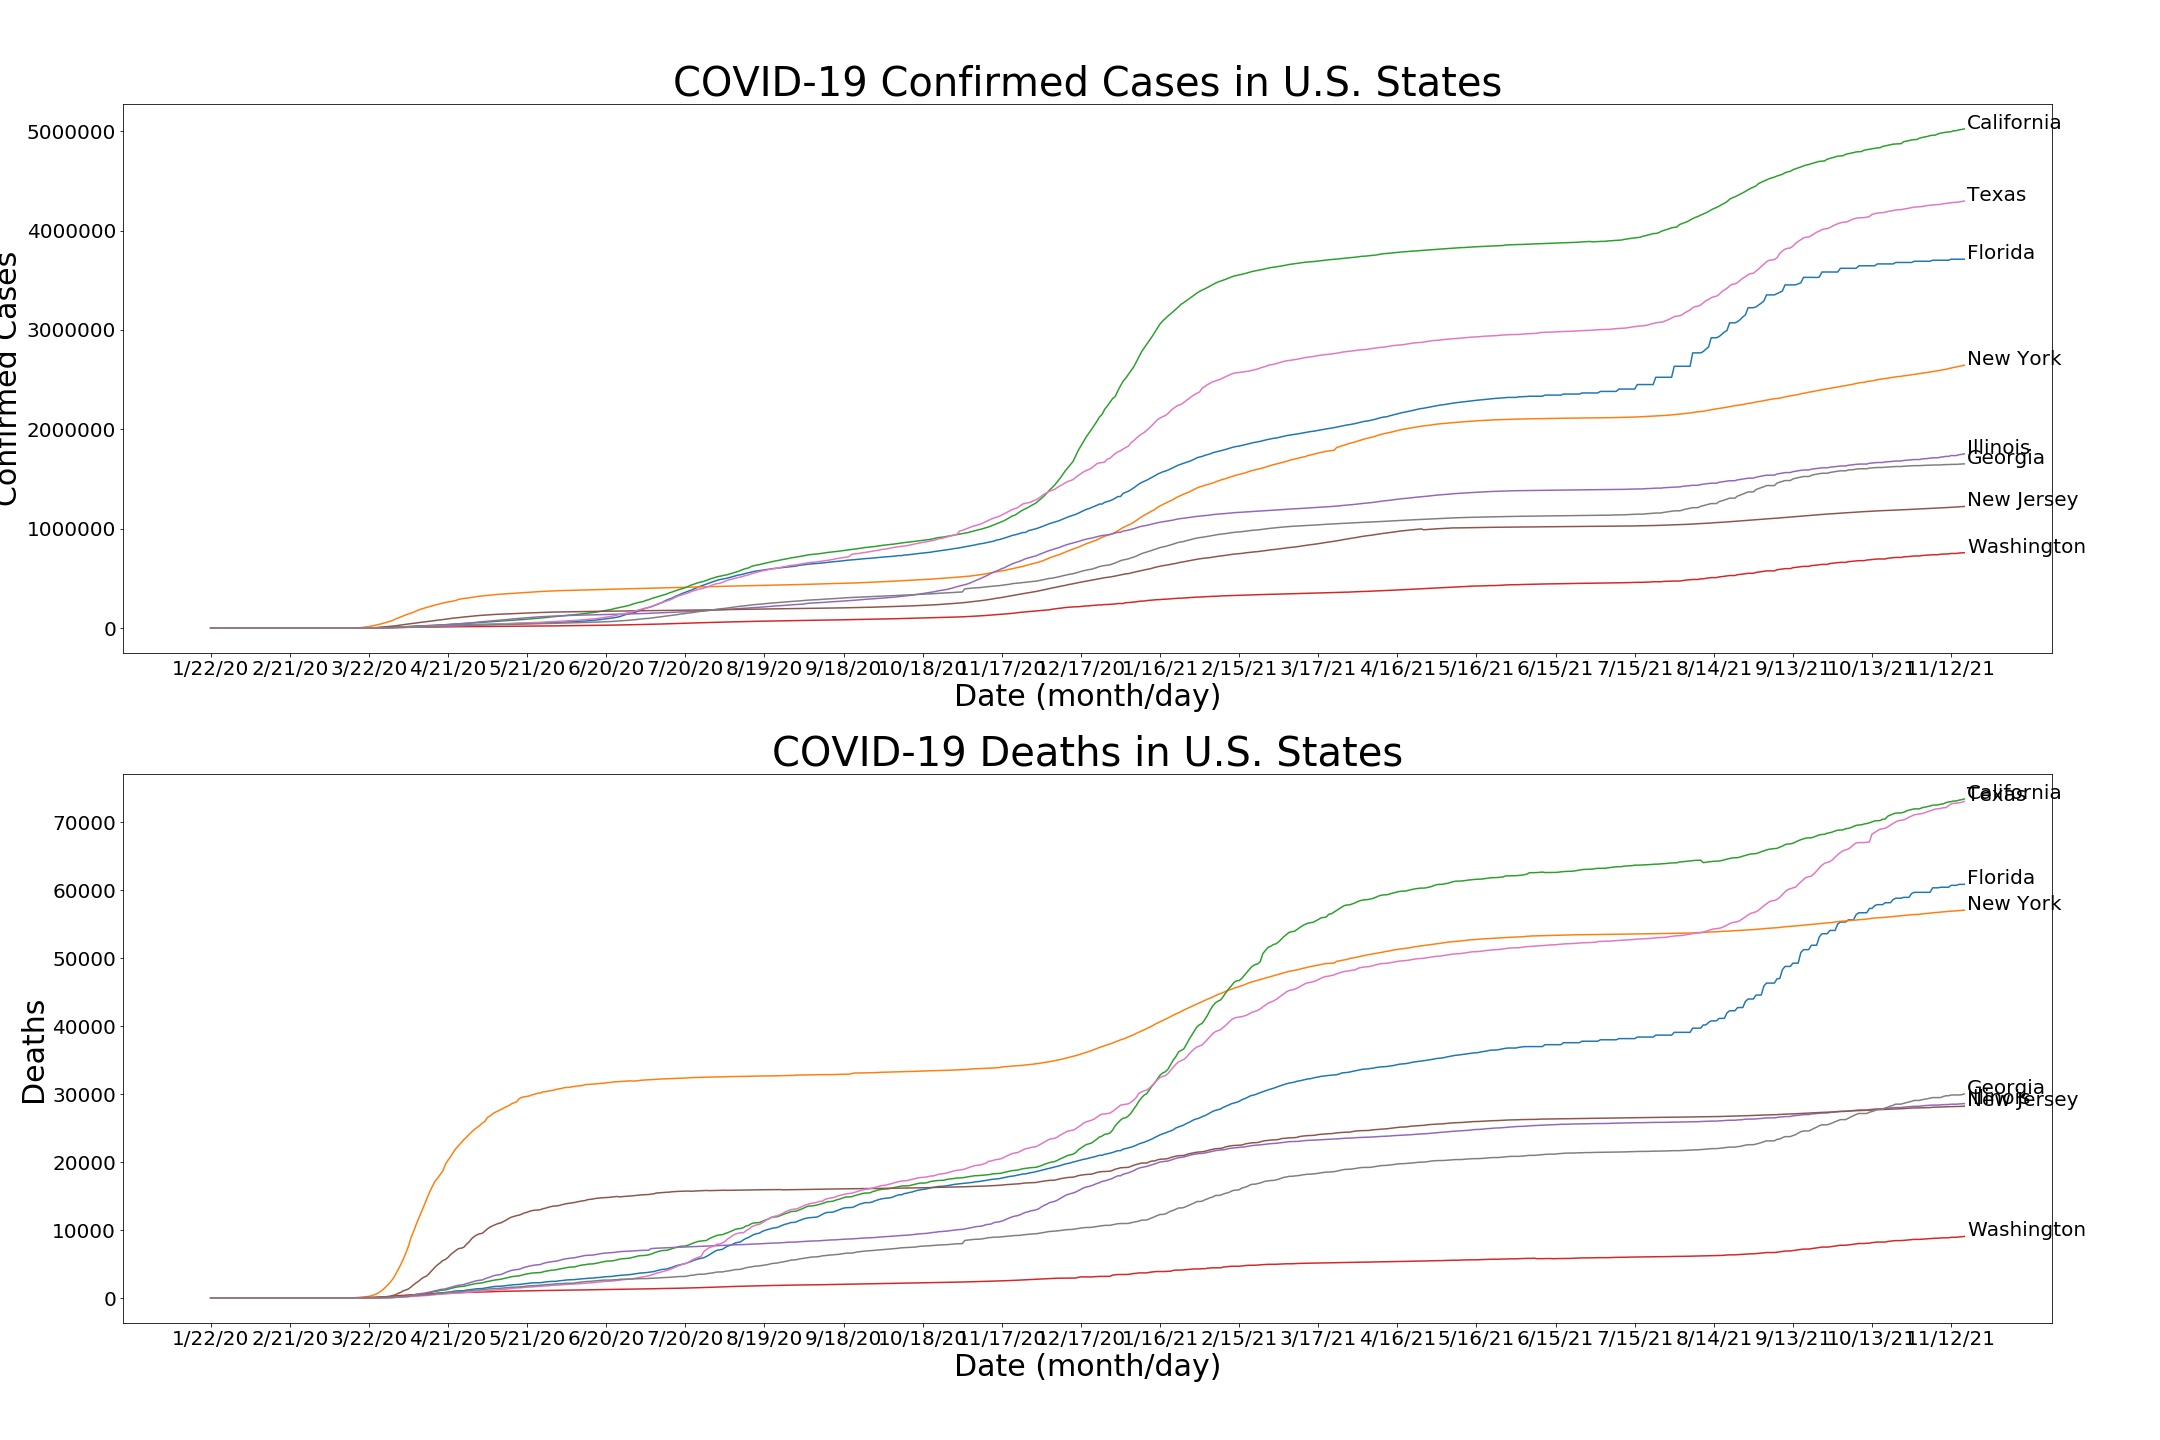 COVID-19 Confirmed Cases in U.S. States
Confirmed Cases
5000000
4000000
3000000
2000000
1000000
0
California
Texas
Florida
New York
Illinois
Georgia
New Jersey
Washington
1/22/20 2/21/20 3/22/20 4/21/20 5/21/20 6/20/20 7/20/20 8/19/20 9/18/20 10/18/20 11/17/20 12/17/20 1/16/21 2/15/21 3/17/21 4/16/21 5/16/21 6/15/21 7/15/21 8/14/21 9/13/21 10/13/21 11/12/21
Date (month/day)
COVID-19 Deaths in U.S. States
Deaths
70000
60000
50000
40000
30000
20000
10000
0
California
Texas
Florida
New York
Georgia
Illinois
New Jersey
Washington
1/22/20 2/21/20 3/22/20 4/21/20 5/21/20 6/20/20 7/20/20 8/19/20 9/18/20 10/18/20 11/17/20 12/17/20 1/16/21 2/15/21 3/17/21 4/16/21 5/16/21 6/15/21 7/15/21 8/14/21 9/13/21 10/13/21 11/12/21
Date (month/day)